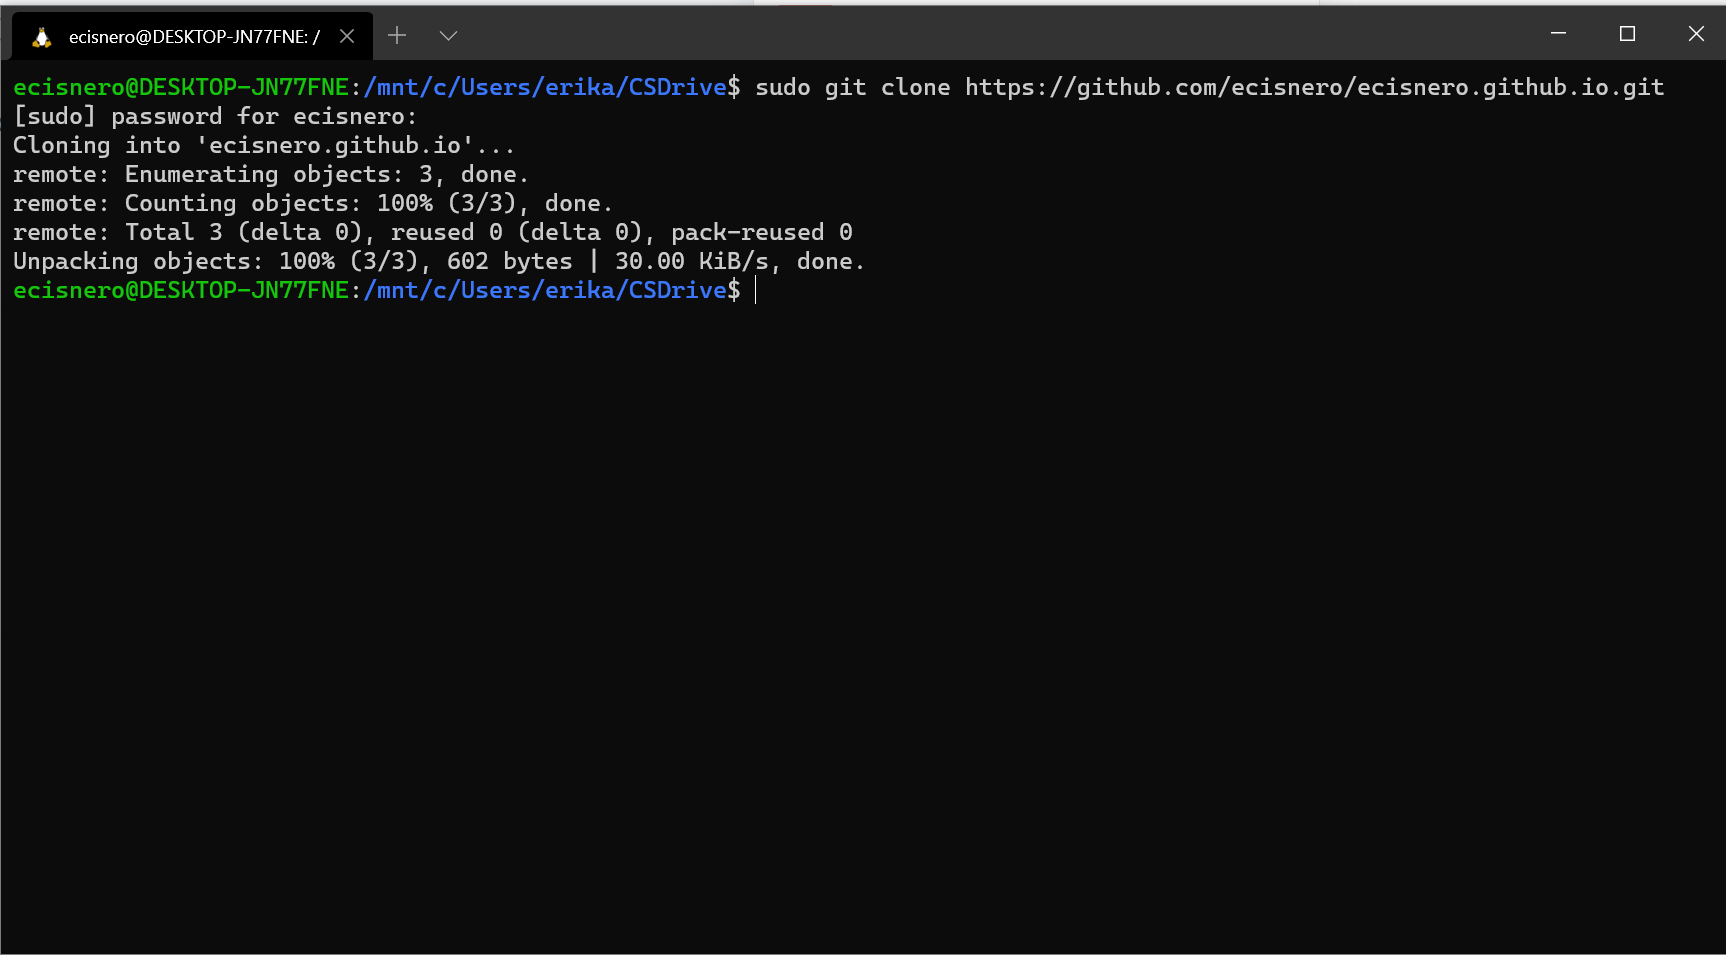 ecisnero@DESKTOP-JN77FNE: /
ecisnero@DESKTOP-JN77FNE:/mnt/c/Users/erika/CSDrive$ sudo git clone https://github.com/ecisnero/ecisnero.github.io.git
[sudo] password for ecisnero:
Cloning into 'ecisnero.github.io'...
remote: Enumerating objects: 3, done.
remote: Counting objects: 100% (3/3), done.
remote: Total 3 (delta 0), reused 0 (delta 0), pack-reused 0
Unpacking objects: 100% (3/3), 602 bytes | 30.00 KiB/s, done.
ecisnero@DESKTOP-JN77FNE:/mnt/c/Users/erika/CSDrive$